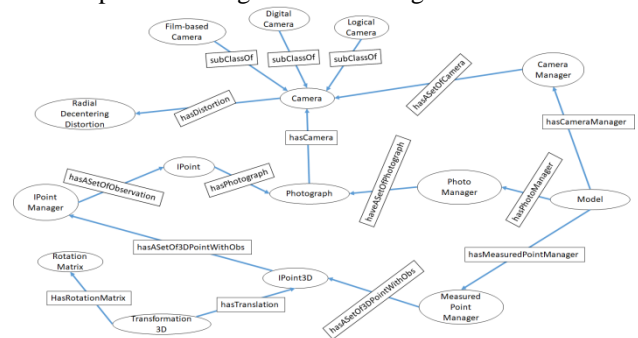 Film-based
Camera
Digital
Camera
Logical
Camera
subClassOf
subClassOf
subClassOf
Camera
Manager
hasASetOfCamera
Camera
Radial
Decentering
Distortion
hasDistortion
hasCameraManager
hasCamera
IPoint
hasASetOfObservation
hasPhotograph
Photograph
haveASetOfPhotograph
Photo
Manager
hasPhotoManager
Model
IPoint
Manager
hasASetOf3DPointWithObs
hasMeasuredPointManager
Rotation
Matrix
IPoint3D
HasRotationMatrix
hasTranslation
hasASetOf3DPointWithObs
Measured
Point
Manager
Transformation
3D